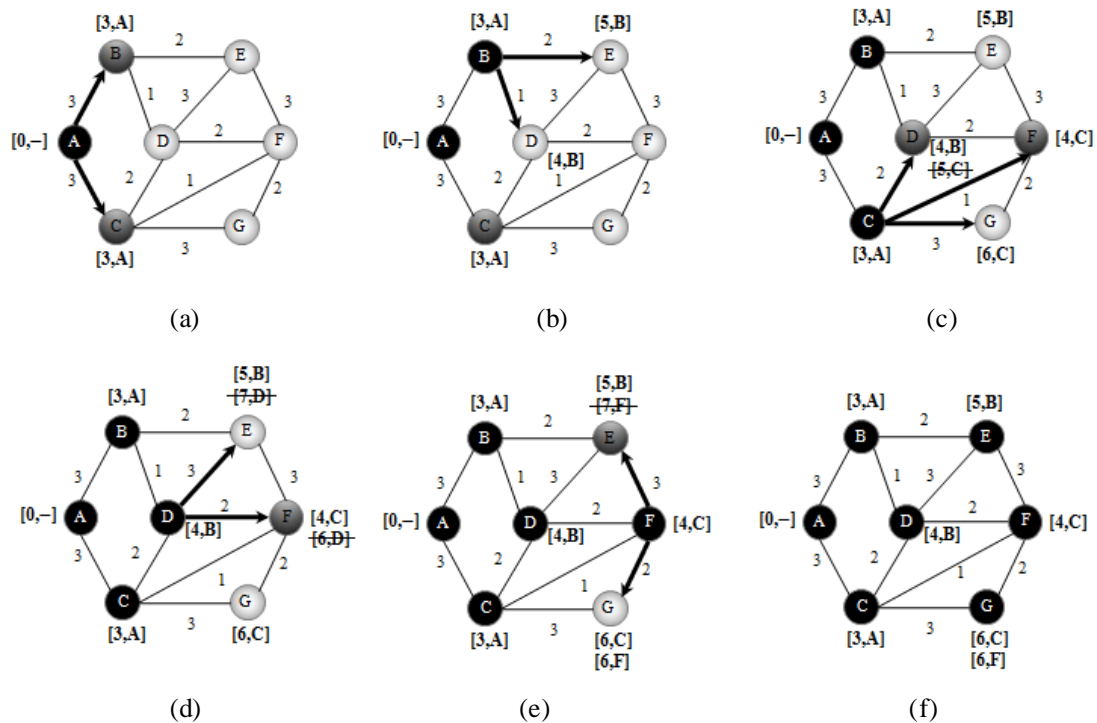 [3,A]
B 2 E
3 1 3 3
[0,–] A D 2 F
3 2 1 2
C G
3
[3,A]
(a)
[3,A] [5,B]
B 2 E
3 1 3 3
[0,–] A D 2 F
[4,B]
3 2 1 2
C G
3
[3,A]
(b)
[3,A] [5,B]
B 2 E
3 1 3 3
[0,–] A D 2 F [4,C]
[4,B]
[5,C]
3 2 1 2
C G
3
[3,A] [6,C]
(c)
[5,B]
[3,A] [7,D]
B 2 E
3 1 3 3
[0,–] A D 2 F [4,C]
[4,B] [6,D]
3 2 1 2
C G
3
[3,A] [6,C]
(d)
[5,B]
[3,A] [7,F]
B 2 E
3 1 3 3
[0,–] A D 2 F [4,C]
[4,B]
3 2 1 2
C G
3
[3,A] [6,C]
[6,F]
(e)
[3,A] [5,B]
B 2 E
3 1 3 3
[0,–] A D 2 F [4,C]
[4,B]
3 2 1 2
C G
3
[3,A] [6,C]
[6,F]
(f)